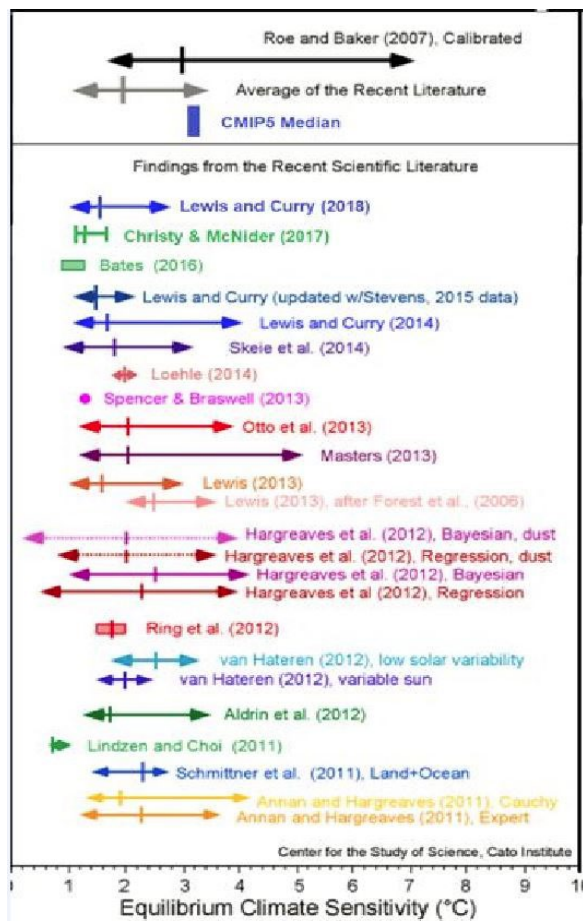 Roe and Baker (2007), Calibrated
Average of the Recent Literature
CMIP5 Median
Findings from the Recent Scientific Literature
Lewis and Curry (2018)
Christy & McNider (2017)
Bates (2016)
Lewis and Curry (updated w/Stevens, 2015 data)
Lewis and Curry (2014)
Skeie et al. (2014)
Loehle (2014)
Spencer & Braswell (2013)
Otto et al. (2013)
Masters (2013)
Lewis (2013)
Lewis (2013), after Forest et al., (2006)
Hargreaves et al. (2012), Bayesian, dust
Hargreaves et al. (2012), Regression, dust
Hargreaves et al. (2012), Bayesian
Hargreaves et al (2012), Regression
Ring et al. (2012)
van Hateren (2012), low solar variability
van Hateren (2012), variable sun
Aldrin et al. (2012)
Lindzen and Choi (2011)
Schmittner et al. (2011), Land+Ocean
Annan and Hargreaves (2011), Cauchy
Annan and Hargreaves (2011), Expert
Center for the Study of Science, Cato Institute
0 1 2 3 4 5 6 7 8 9 10
Equilibrium Climate Sensitivity (°C)